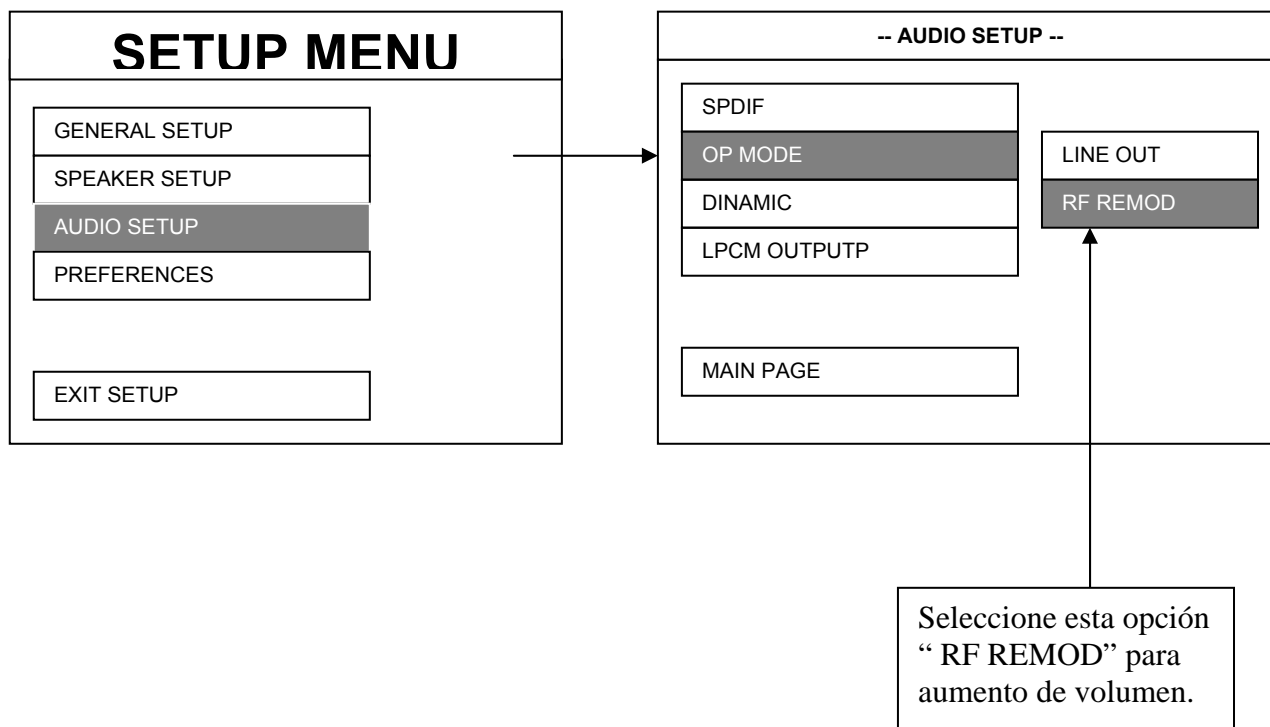 SETUP MENU
GENERAL SETUP
SPEAKER SETUP
AUDIO SETUP
PREFERENCES
EXIT SETUP
-- AUDIO SETUP --
SPDIF
OP MODE
DINAMIC
LPCM OUTPUTP
MAIN PAGE
LINE OUT
RF REMOD
Seleccione esta opción
“ RF REMOD” para
aumento de volumen.